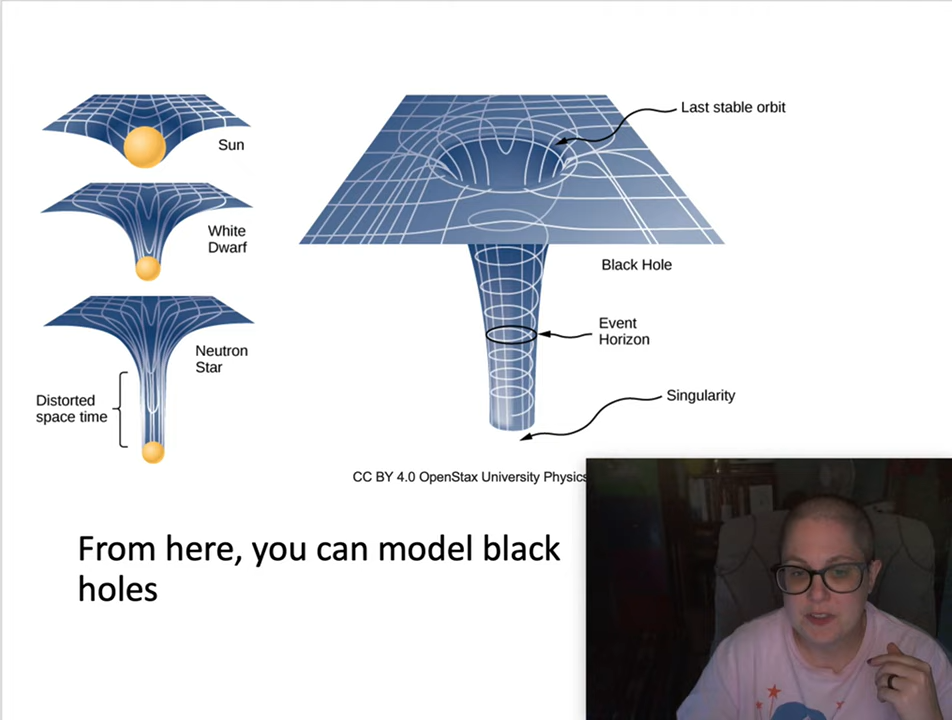 Sun
White
Dwarf
Neutron
Star
Distorted
space time
Last stable orbit
Black Hole
Event
Horizon
Singularity
CC BY 4.0 OpenStax University Physics
From here, you can model black
holes